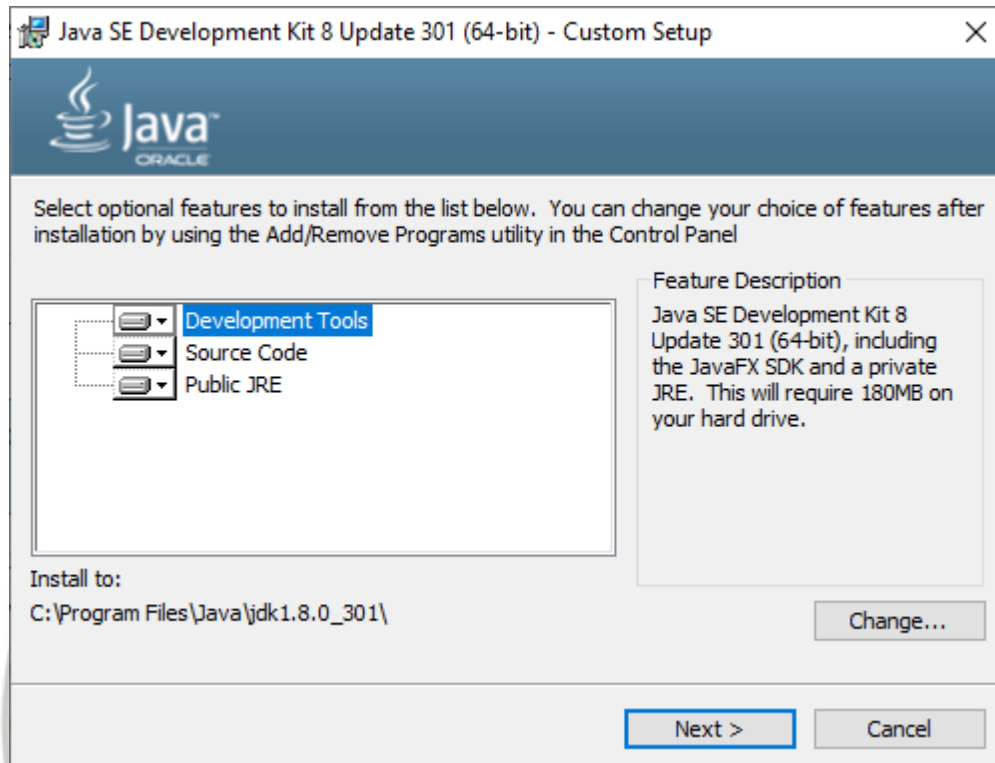 Java SE Development Kit 8 Update 301 (64-bit) - Custom Setup
Java™
ORACLE
Select optional features to install from the list below.  You can change your choice of features after
installation by using the Add/Remove Programs utility in the Control Panel
Development Tools
Source Code
Public JRE
Feature Description
Java SE Development Kit 8
Update 301 (64-bit), including
the JavaFX SDK and a private
JRE.  This will require 180MB on
your hard drive.
Install to:
C:\Program Files\Java\jdk1.8.0_301\
Change...
Next >
Cancel